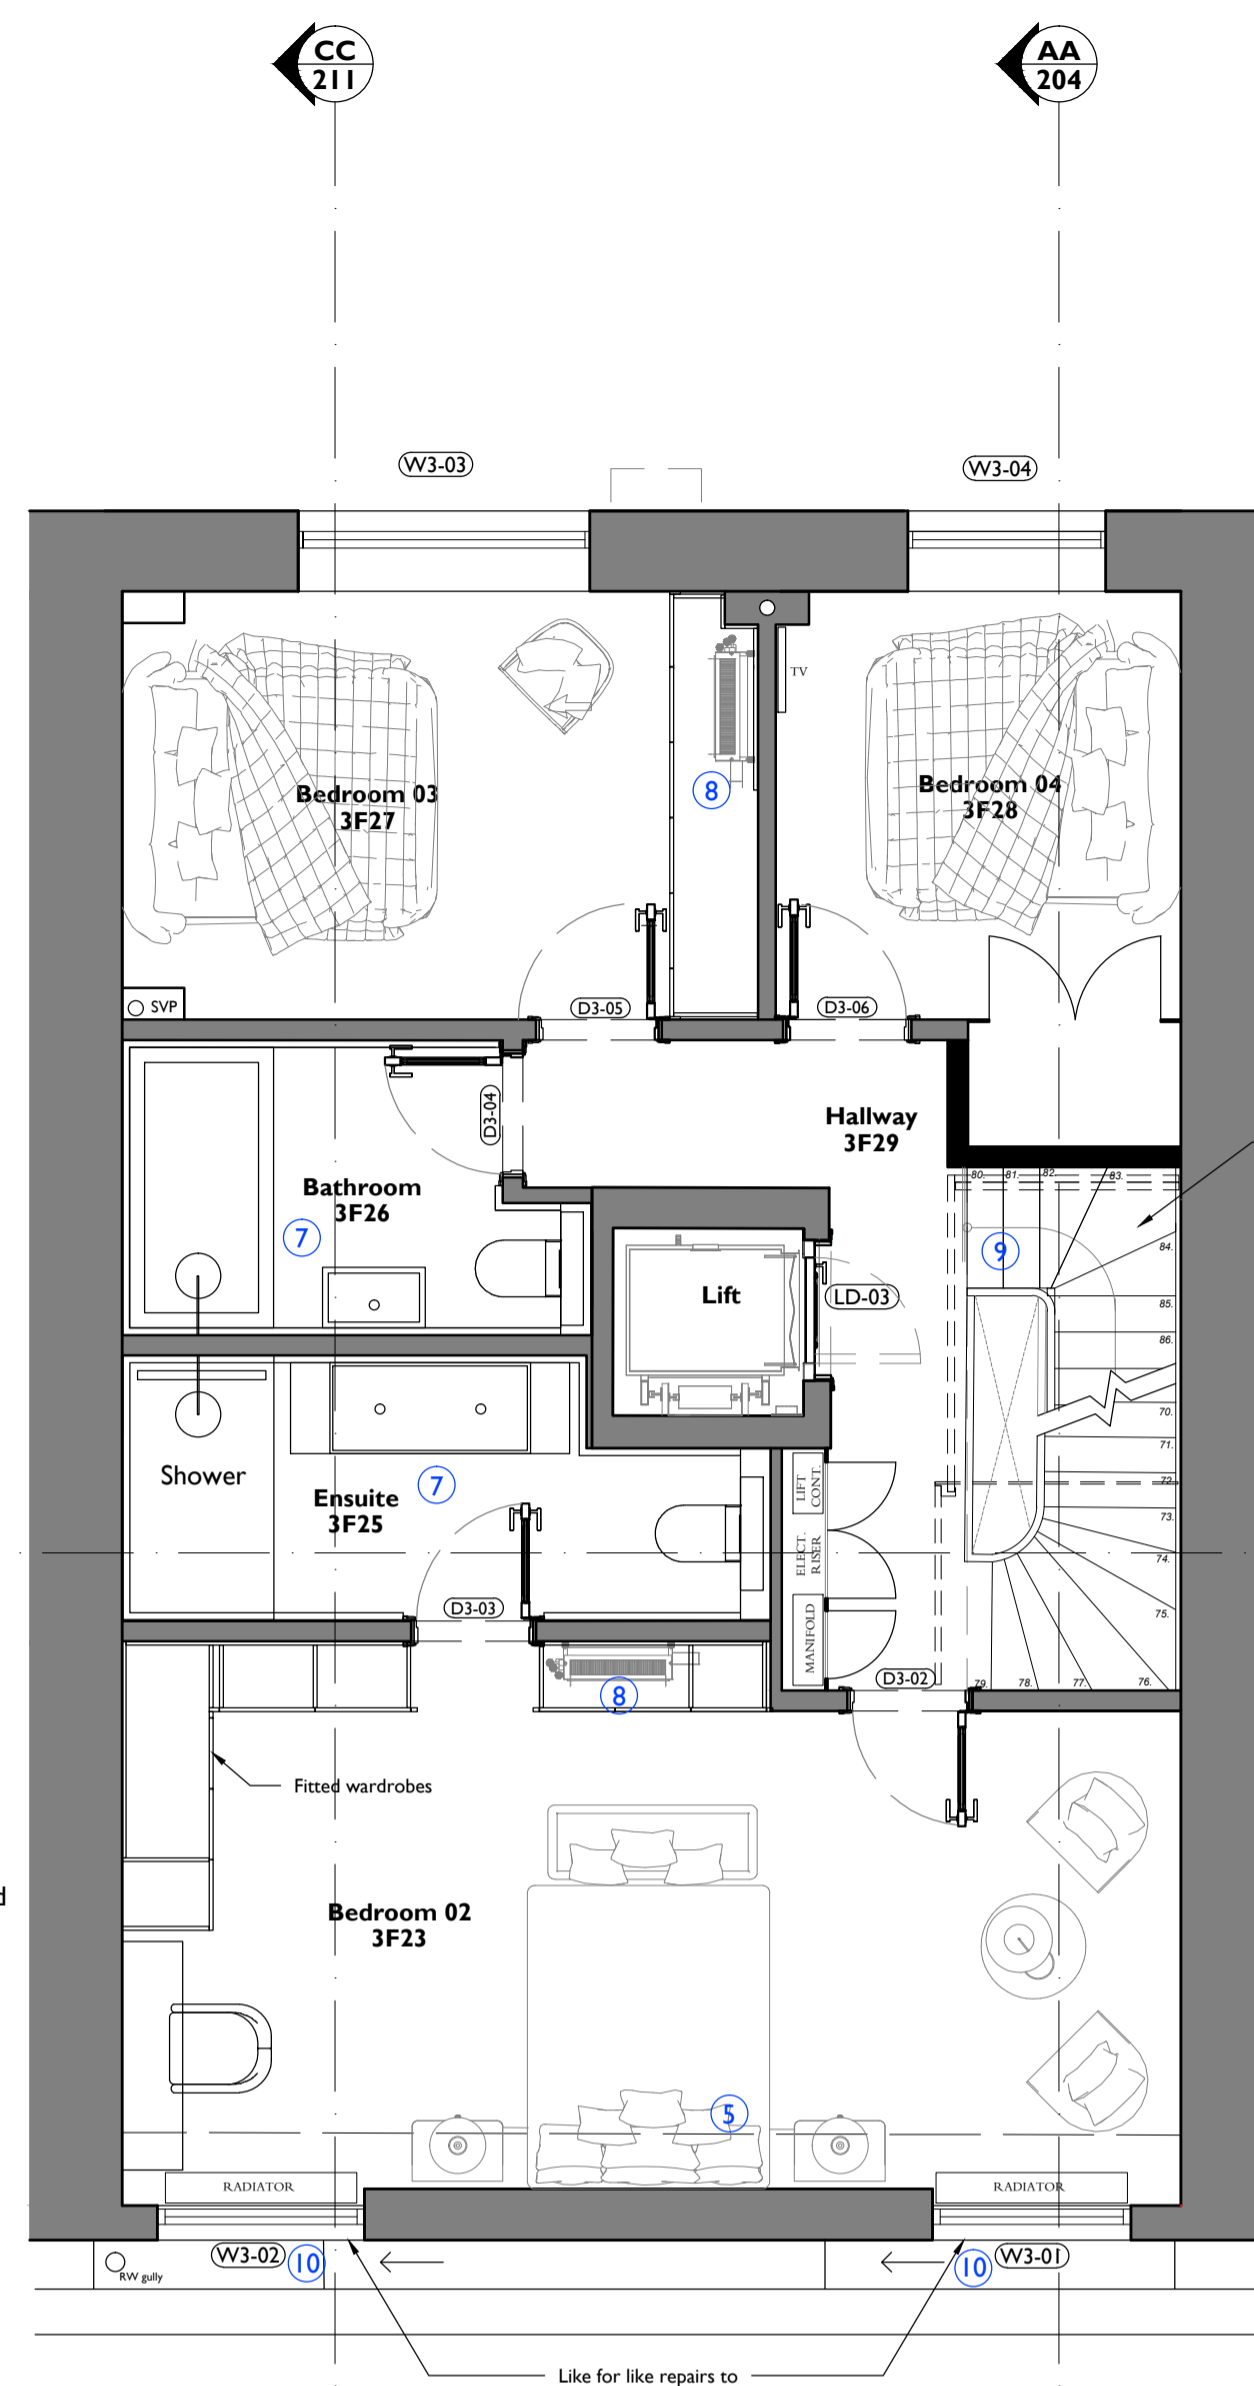 CC
211
AA
204
W3-03
W3-04
TV
8
Bedroom 03
3F27
Bedroom 04
3F28
SVP
D3-05
D3-06
D3-04
Hallway
3F29
80.
81.
82.
83.
Bathroom
3F26
7
9
84.
Lift
LD-03
85.
86.
70.
71.
72.
73.
74.
75.
76.
77.
78.
79.
Shower
7
Ensuite
3F25
LIFT
CONT.
ELECT.
RISER
MANIFOLD
D3-03
D3-02
8
Fitted wardrobes
d
Bedroom 02
3F23
5
RADIATOR
RADIATOR
W3-02
10
10
W3-01
RW gully
Like for like repairs to